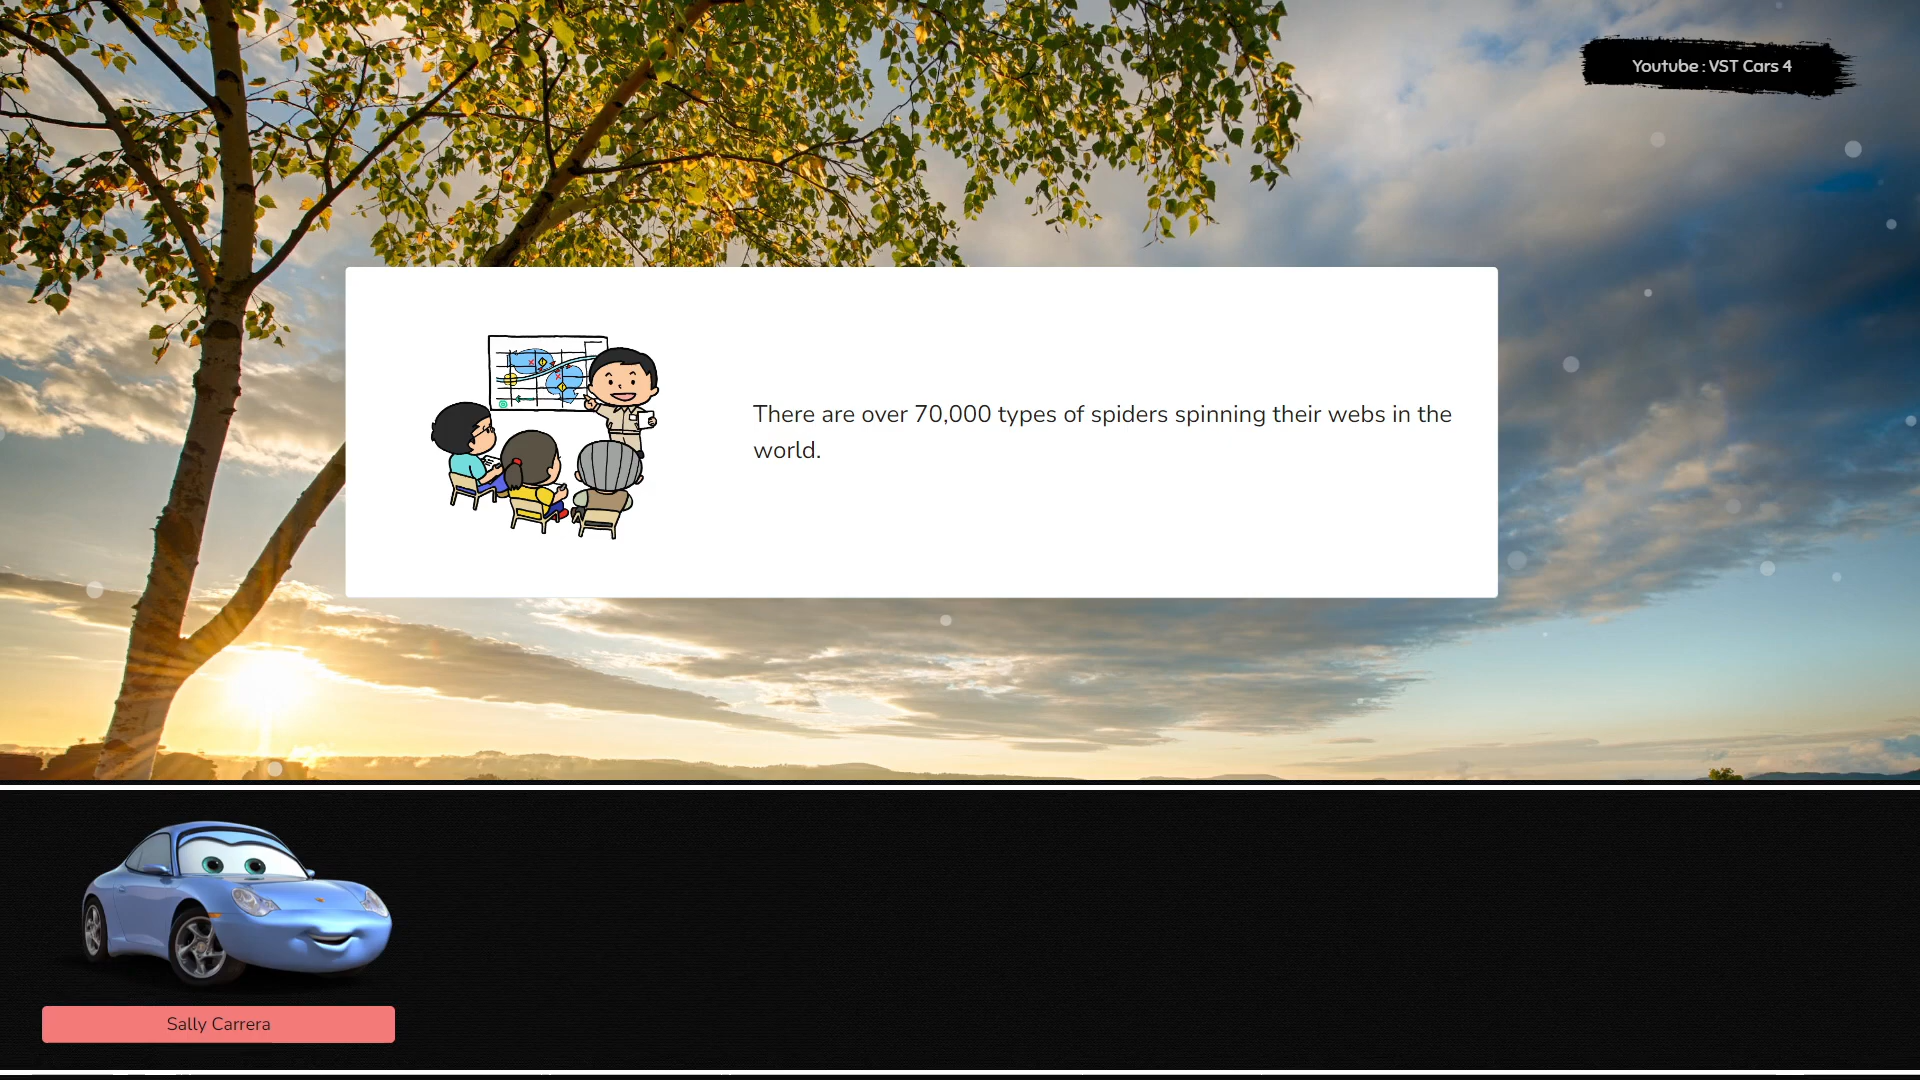 Youtube : VST Cars 4
There are over 70,000 types of spiders spinning their webs in the
world.
Sally Carrera